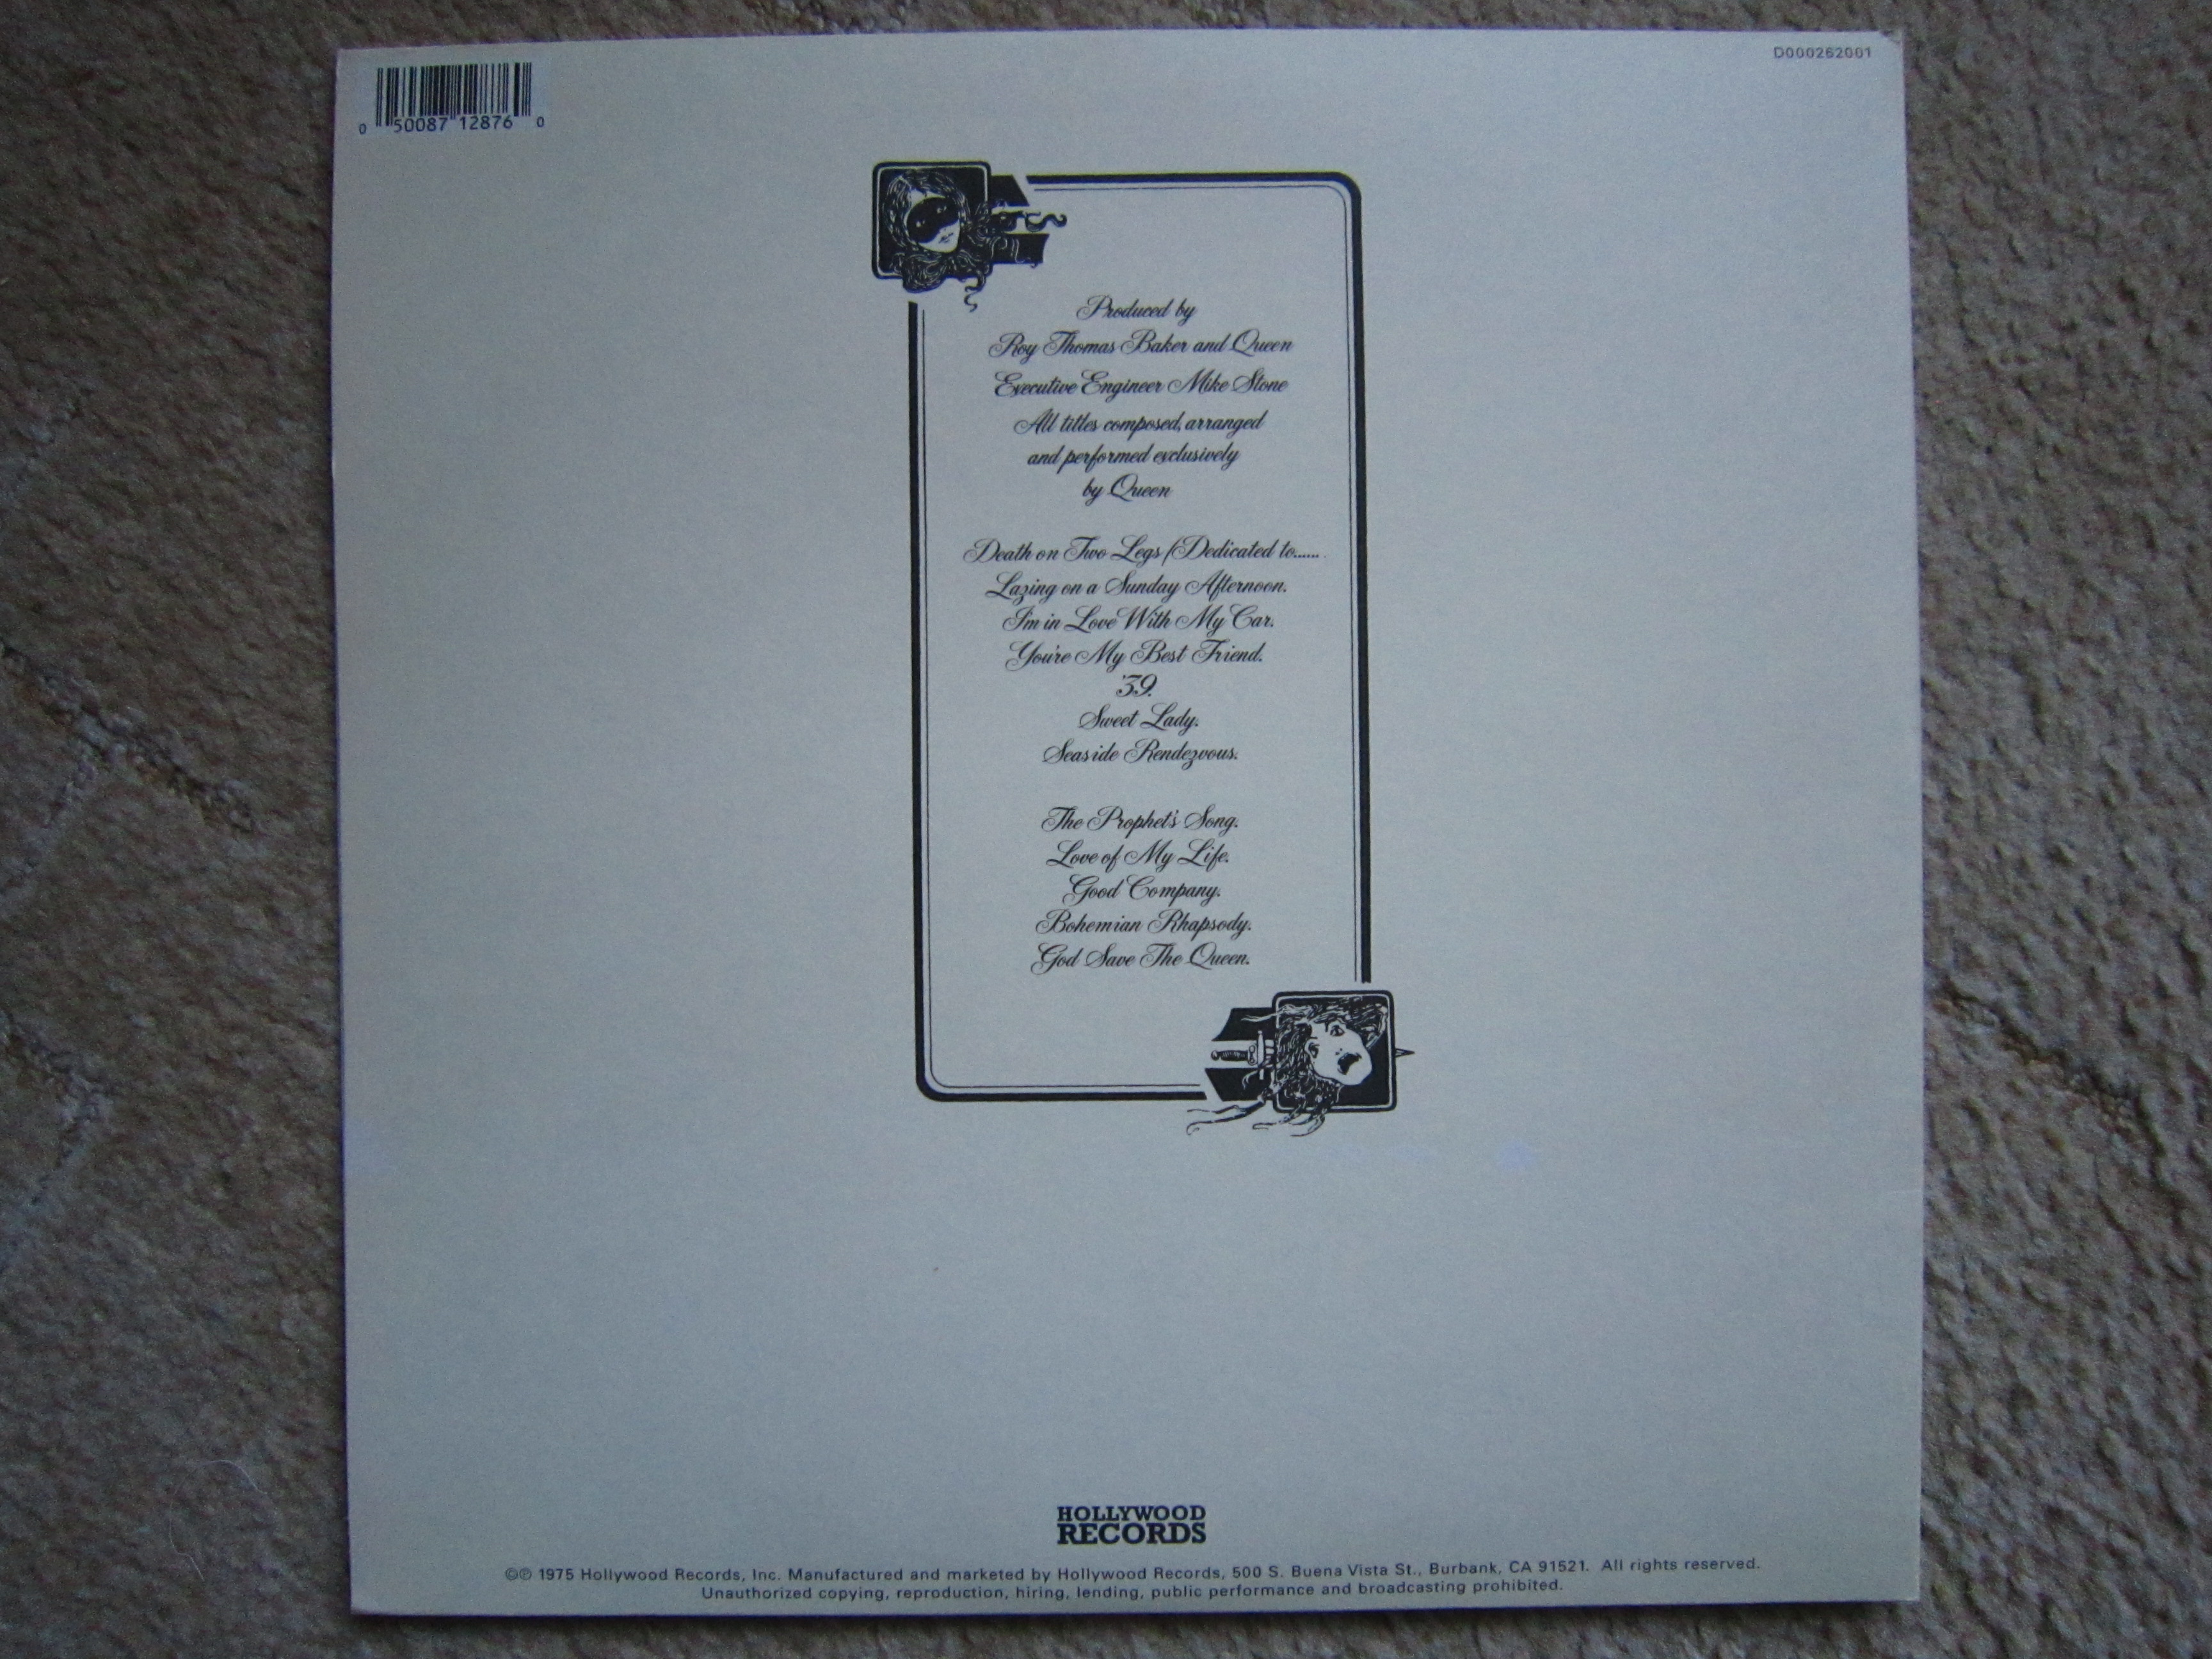 D000262001
0 50087 12876 0
Produced by
Roy Thomas Baker and Queen
Executive Engineer Mike Stone
All titles composed, arranged
and performed exclusively
by Queen
Death on Two Legs (Dedicated to......
Lazing on a Sunday Afternoon.
I'm in Love With My Car.
You're My Best Friend.
'39.
Sweet Lady.
Seaside Rendezvous.
The Prophet's Song.
Love of My Life.
Good Company.
Bohemian Rhapsody.
God Save The Queen.
HOLLYWOOD
RECORDS
©℗ 1975 Hollywood Records, Inc. Manufactured and marketed by Hollywood Records, 500 S. Buena Vista St., Burbank, CA 91521. All rights reserved.
Unauthorized copying, reproduction, hiring, lending, public performance and broadcasting prohibited.